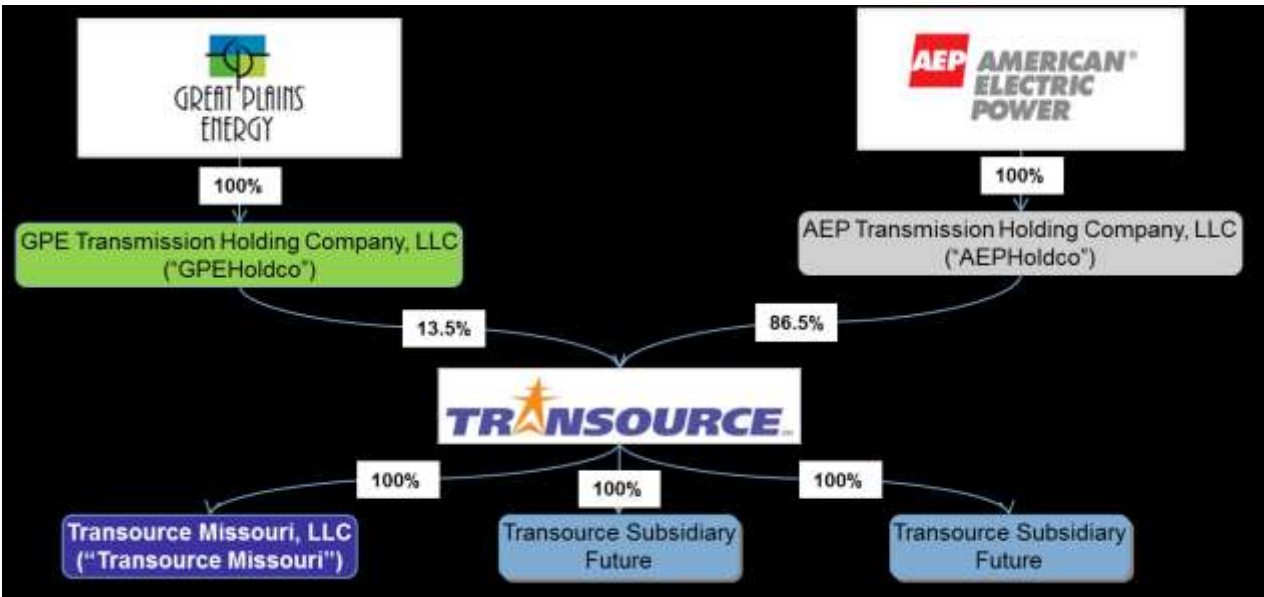 GREAT PLAINS
ENERGY
AEP AMERICAN®
ELECTRIC
POWER
100%
100%
GPE Transmission Holding Company, LLC
("GPEHoldco")
AEP Transmission Holding Company, LLC
("AEPHoldco")
13.5%
86.5%
TRANSOURCE
100%
100%
100%
Transource Missouri, LLC
(“Transource Missouri”)
Transource Subsidiary
Future
Transource Subsidiary
Future